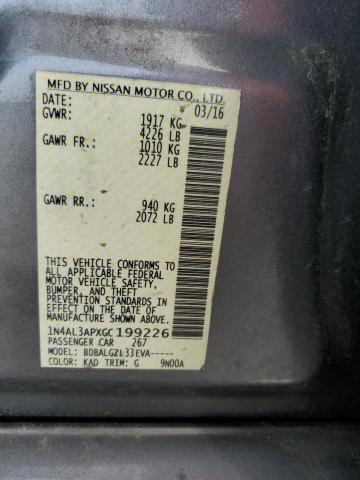 MFD BY NISSAN MOTOR CO., LTD.
DATE: 03/16
GVWR: 1917 KG
4226 LB
GAWR FR.: 1010 KG
2227 LB
GAWR RR.: 940 KG
2072 LB
THIS VEHICLE CONFORMS TO
ALL APPLICABLE FEDERAL
MOTOR VEHICLE SAFETY,
BUMPER, AND THEFT
PREVENTION STANDARDS IN
EFFECT ON THE DATE OF
MANUFACTURE SHOWN ABOVE.
1N4AL3APXGC199226
PASSENGER CAR 267
MODEL: BDBALGZL33EVA-----
COLOR: KAD TRIM: G 9N00A